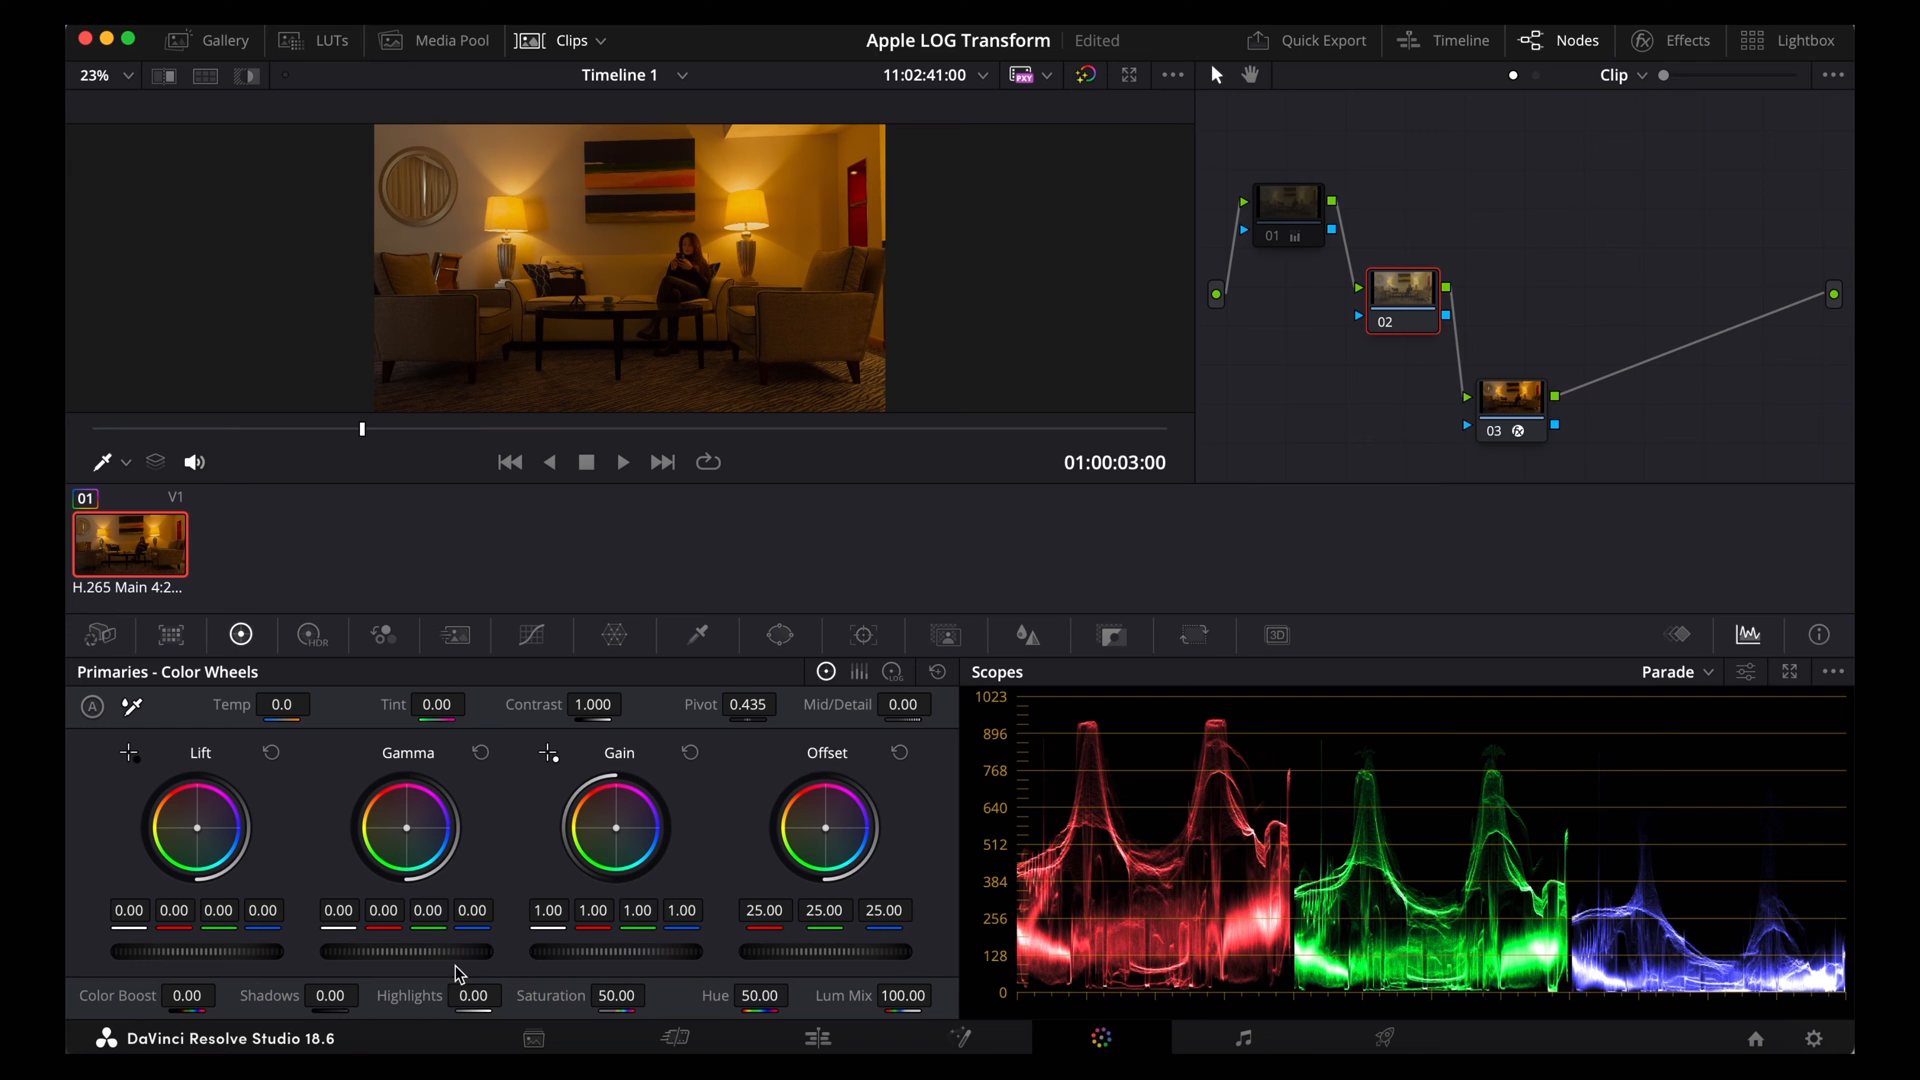 Gallery LUTs Media Pool Clips Apple LOG Transform Edited Quick Export Timeline Nodes Effects Lightbox
23% Timeline 1 11:02:41:00 PXY Clip
01
02
03
01:00:03:00
01 V1
H.265 Main 4:2...
HDR 3D
Primaries - Color Wheels LOG Scopes Parade
A Temp 0.0 Tint 0.00 Contrast 1.000 Pivot 0.435 Mid/Detail 0.00
Lift Gamma Gain Offset
0.00 0.00 0.00 0.00 0.00 0.00 0.00 0.00 1.00 1.00 1.00 1.00 25.00 25.00 25.00
Color Boost 0.00 Shadows 0.00 Highlights 0.00 Saturation 50.00 Hue 50.00 Lum Mix 100.00
1023
896
768
640
512
384
256
128
0
DaVinci Resolve Studio 18.6